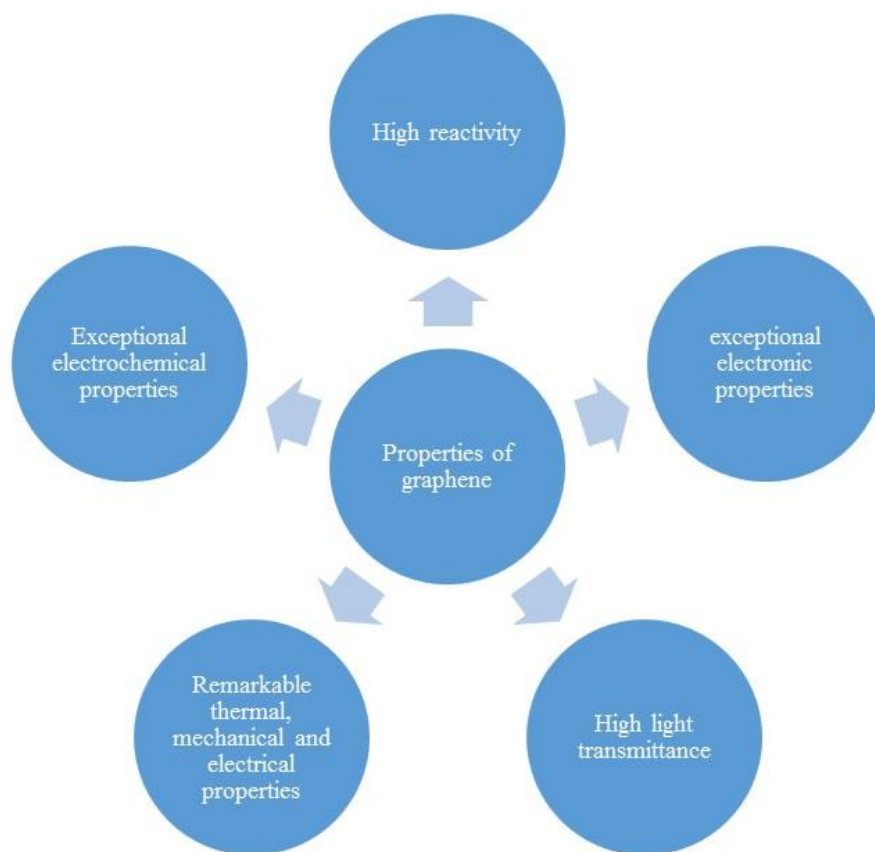 High reactivity
Exceptional
electrochemical
properties
exceptional
electronic
properties
Properties of
graphene
Remarkable
thermal,
mechanical and
electrical
properties
High light
transmittance